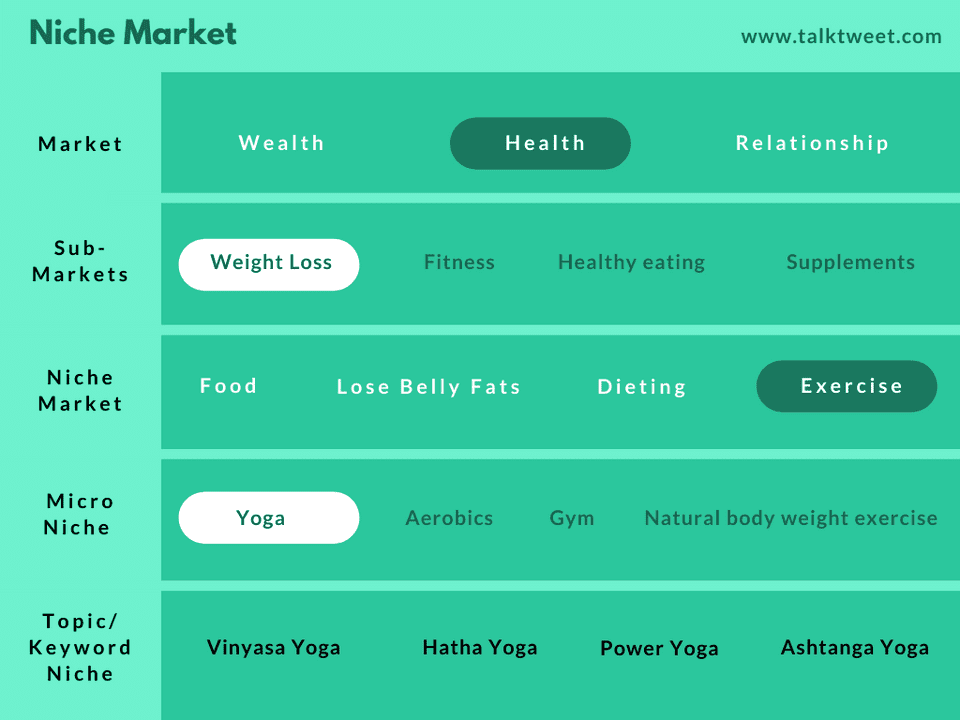 Niche Market
www.talktweet.com
Market
Wealth
Health
Relationship
Sub-
Markets
Weight Loss
Fitness
Healthy eating
Supplements
Niche
Market
Food
Lose Belly Fats
Dieting
Exercise
Micro
Niche
Yoga
Aerobics
Gym
Natural body weight exercise
Topic/
Keyword
Niche
Vinyasa Yoga
Hatha Yoga
Power Yoga
Ashtanga Yoga